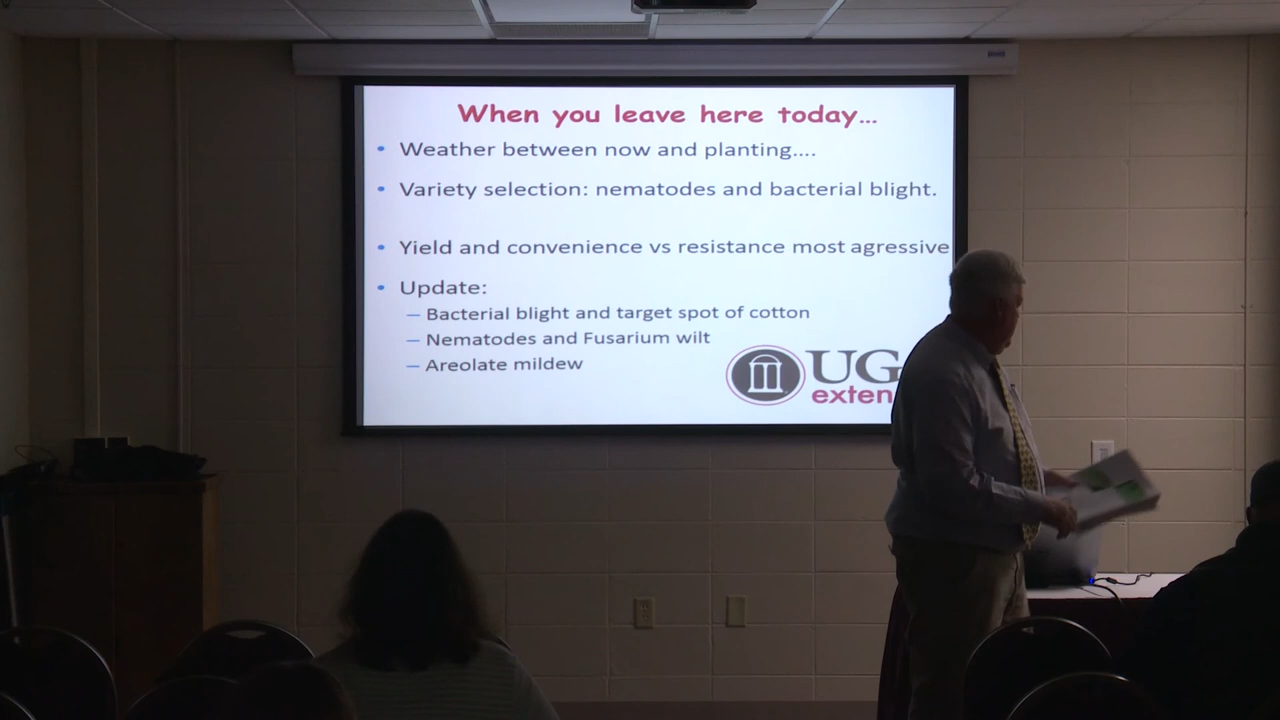 When you leave here today...
• Weather between now and planting....
• Variety selection: nematodes and bacterial blight.
• Yield and convenience vs resistance most agressive
• Update:
– Bacterial blight and target spot of cotton
– Nematodes and Fusarium wilt
– Areolate mildew
UG
exten